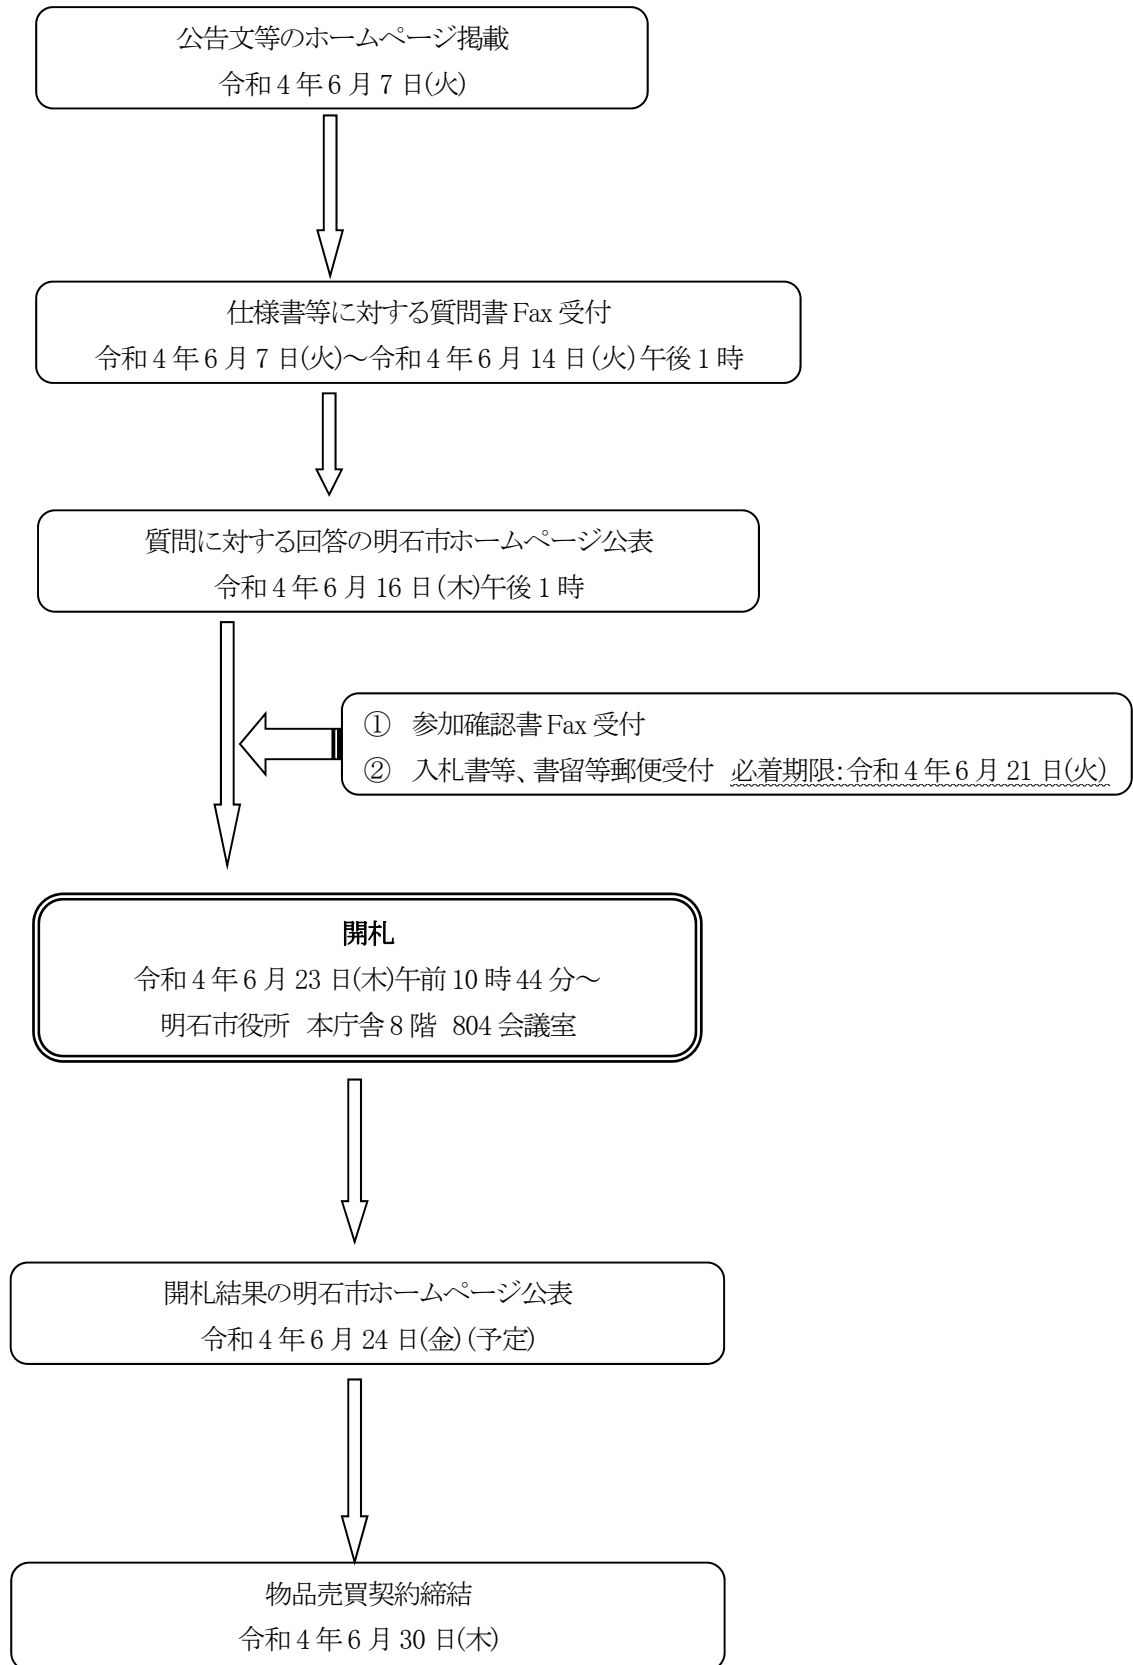 公告文等のホームページ掲載
令和4年6月7日(火)
仕様書等に対する質問書Fax受付
令和4年6月7日(火)～令和4年6月14日(火)午後1時
質問に対する回答の明石市ホームページ公表
令和4年6月16日(木)午後1時
① 参加確認書Fax受付
② 入札書等、書留等郵便受付 必着期限:令和4年6月21日(火)
開札
令和4年6月23日(木)午前10時44分～
明石市役所 本庁舎8階 804会議室
開札結果の明石市ホームページ公表
令和4年6月24日(金)(予定)
物品売買契約締結
令和4年6月30日(木)